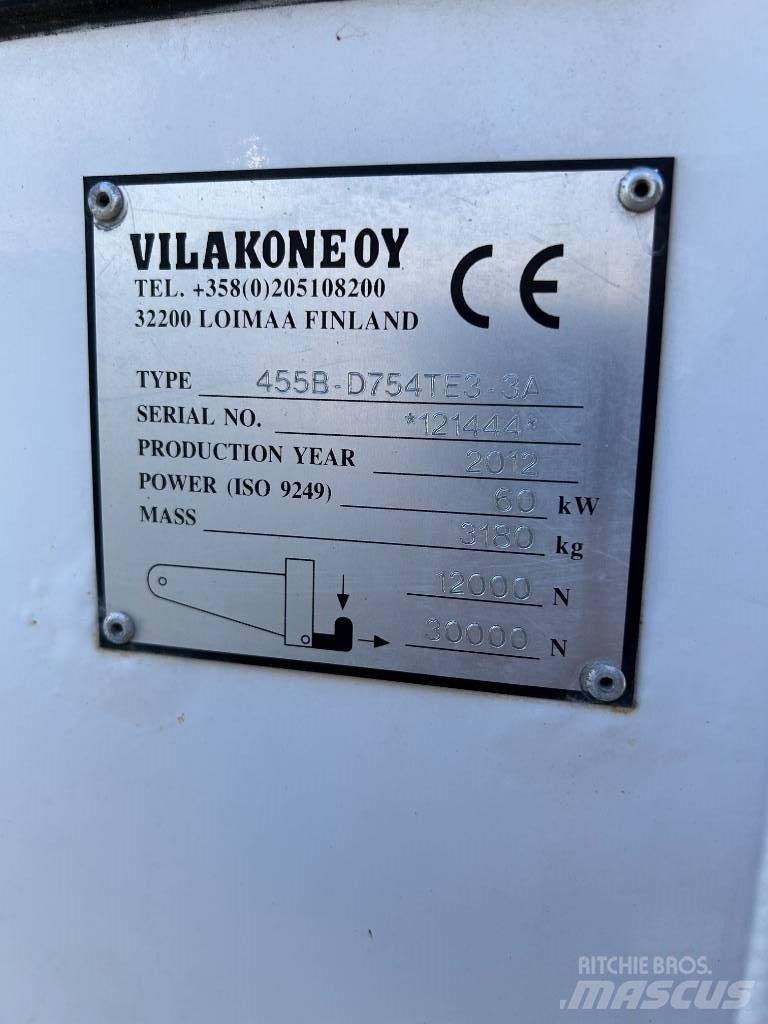 VILAKONE OY
CE
TEL. +358(0)205108200
32200 LOIMAA FINLAND
TYPE 455B-D754TE3-3A
SERIAL NO. *121444*
PRODUCTION YEAR 2012
POWER (ISO 9249) 60 kW
MASS 3180 kg
12000 N
30000 N
RITCHIE BROS.
MASCUS